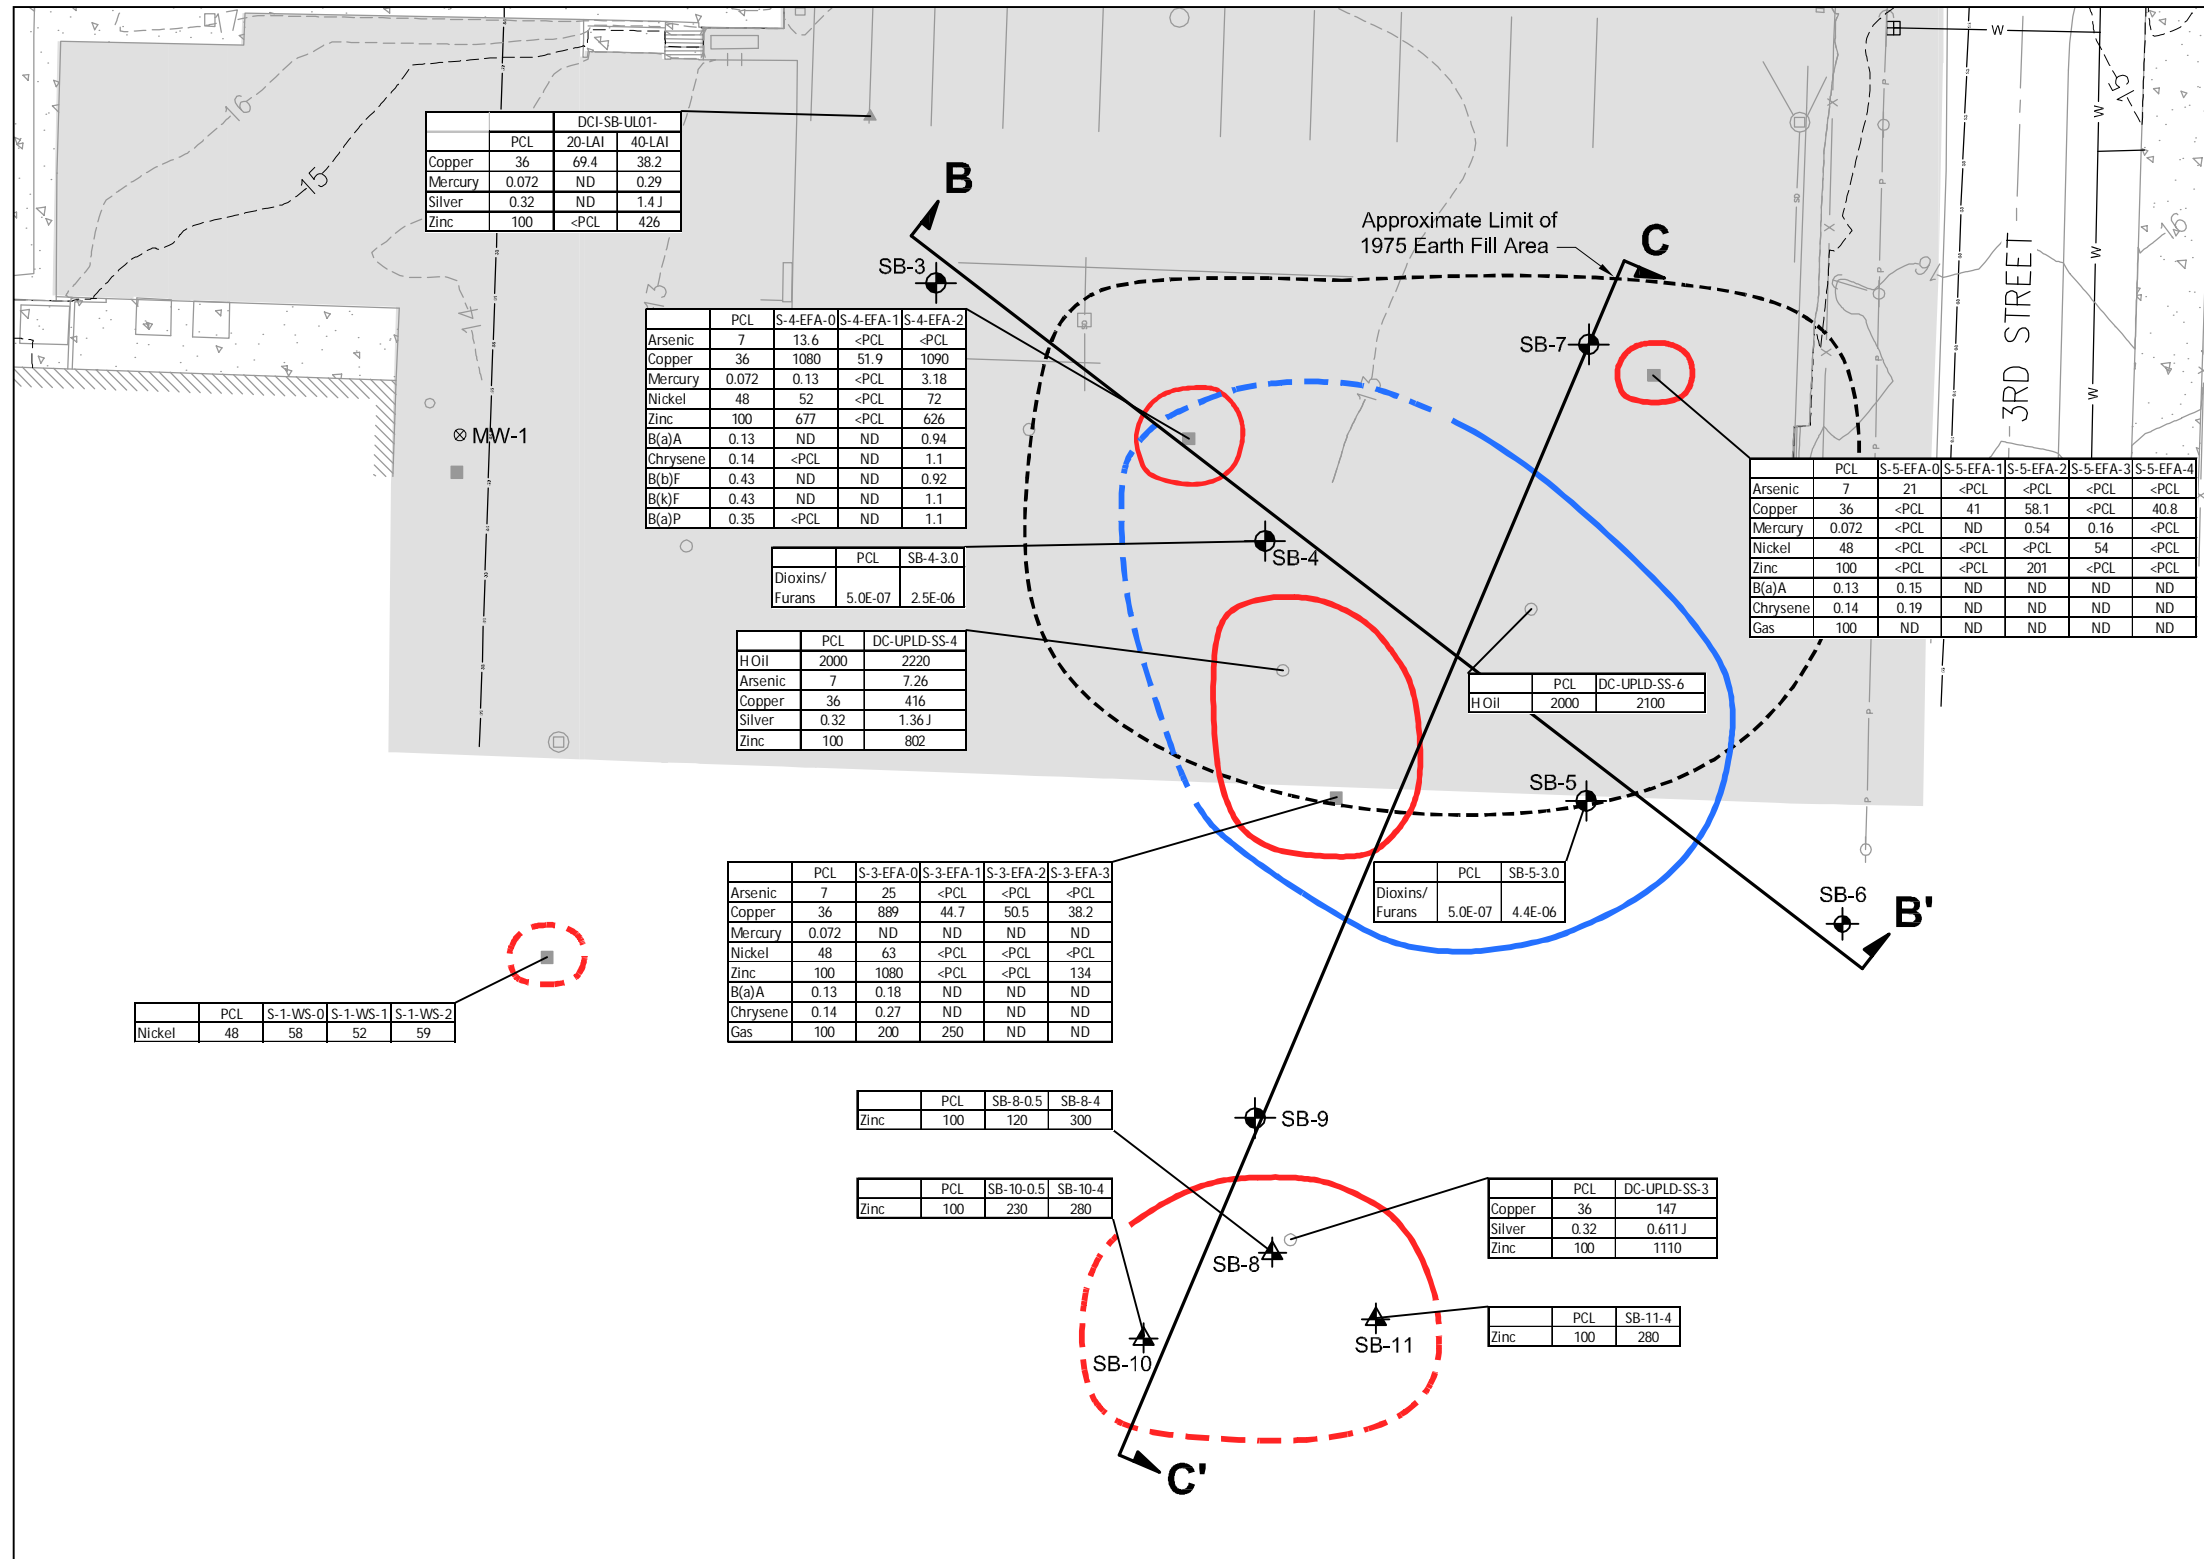 17
16
15
14
13
13
15
16
16
W
W
W
W
SD
SD
X
X
X
P
P
P
P
P
3RD STREET
DCI-SB-UL01-
PCL 20-LAI 40-LAI
Copper 36 69.4 38.2
Mercury 0.072 ND 0.29
Silver 0.32 ND 1.4 J
Zinc 100 <PCL 426
B
Approximate Limit of
1975 Earth Fill Area
C
SB-3
SB-7
PCL S-4-EFA-0 S-4-EFA-1 S-4-EFA-2
Arsenic 7 13.6 <PCL <PCL
Copper 36 1080 51.9 1090
Mercury 0.072 0.13 <PCL 3.18
Nickel 48 52 <PCL 72
Zinc 100 677 <PCL 626
B(a)A 0.13 ND ND 0.94
Chrysene 0.14 <PCL ND 1.1
B(b)F 0.43 ND ND 0.92
B(k)F 0.43 ND ND 1.1
B(a)P 0.35 <PCL ND 1.1
MW-1
PCL S-5-EFA-0 S-5-EFA-1 S-5-EFA-2 S-5-EFA-3 S-5-EFA-4
Arsenic 7 21 <PCL <PCL <PCL <PCL
Copper 36 <PCL 41 58.1 <PCL 40.8
Mercury 0.072 <PCL ND 0.54 0.16 <PCL
Nickel 48 <PCL <PCL <PCL 54 <PCL
Zinc 100 <PCL <PCL 201 <PCL <PCL
B(a)A 0.13 0.15 ND ND ND ND
Chrysene 0.14 0.19 ND ND ND ND
Gas 100 ND ND ND ND ND
SB-4
PCL SB-4-3.0
Dioxins/
Furans 5.0E-07 2.5E-06
PCL DC-UPLD-SS-4
H Oil 2000 2220
Arsenic 7 7.26
Copper 36 416
Silver 0.32 1.36 J
Zinc 100 802
PCL DC-UPLD-SS-6
H Oil 2000 2100
SB-5
PCL S-3-EFA-0 S-3-EFA-1 S-3-EFA-2 S-3-EFA-3
Arsenic 7 25 <PCL <PCL <PCL
Copper 36 889 44.7 50.5 38.2
Mercury 0.072 ND ND ND ND
Nickel 48 63 <PCL <PCL <PCL
Zinc 100 1080 <PCL <PCL 134
B(a)A 0.13 0.18 ND ND ND
Chrysene 0.14 0.27 ND ND ND
Gas 100 200 250 ND ND
PCL SB-5-3.0
Dioxins/
Furans 5.0E-07 4.4E-06
SB-6
B'
PCL S-1-WS-0 S-1-WS-1 S-1-WS-2
Nickel 48 58 52 59
PCL SB-8-0.5 SB-8-4
Zinc 100 120 300
SB-9
PCL SB-10-0.5 SB-10-4
Zinc 100 230 280
PCL DC-UPLD-SS-3
Copper 36 147
Silver 0.32 0.611 J
Zinc 100 1110
SB-8
PCL SB-11-4
Zinc 100 280
SB-10
SB-11
C'